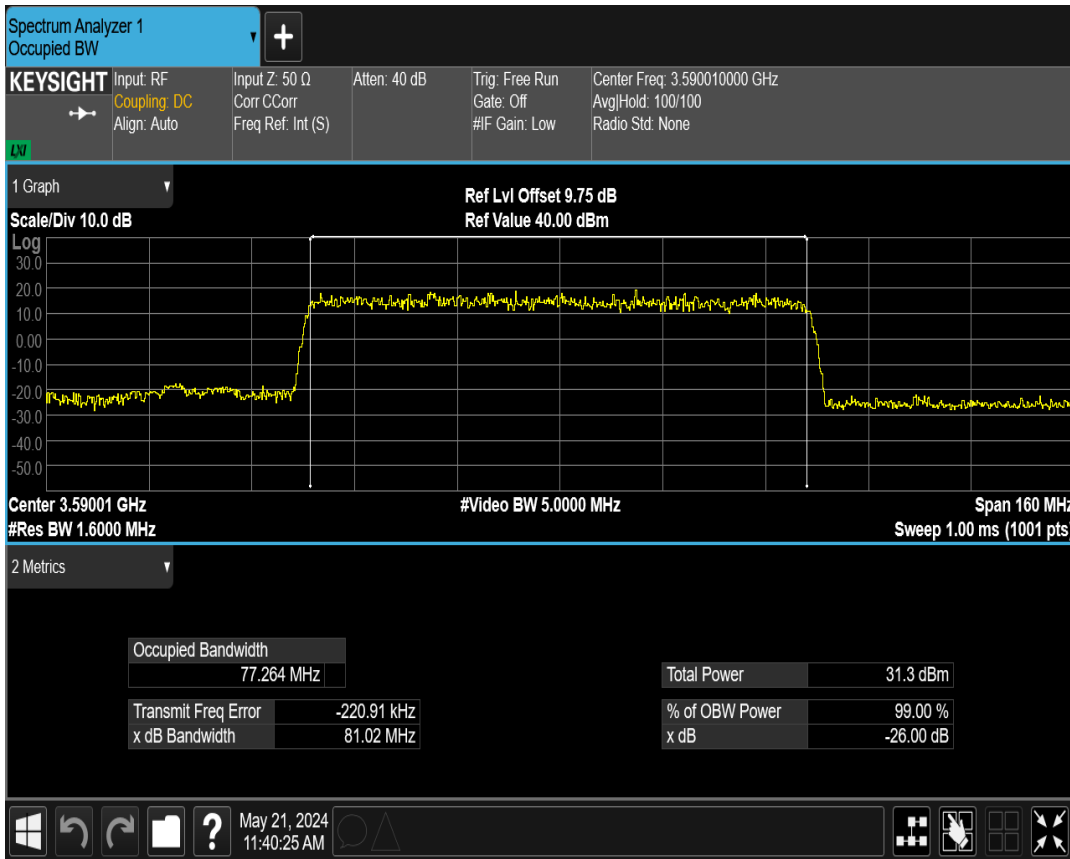 Spectrum Analyzer 1
Occupied BW
KEYSIGHT
LXI
Input: RF
Coupling: DC
Align: Auto
Input Z: 50 Ω
Corr CCorr
Freq Ref: Int (S)
Atten: 40 dB
Trig: Free Run
Gate: Off
#IF Gain: Low
Center Freq: 3.590010000 GHz
Avg|Hold: 100/100
Radio Std: None
1 Graph
Scale/Div 10.0 dB
Ref Lvl Offset 9.75 dB
Ref Value 40.00 dBm
Log
30.0
20.0
10.0
0.00
-10.0
-20.0
-30.0
-40.0
-50.0
Center 3.59001 GHz
#Video BW 5.0000 MHz
Span 160 MHz
#Res BW 1.6000 MHz
Sweep 1.00 ms (1001 pts)
2 Metrics
Occupied Bandwidth
77.264 MHz
Total Power 31.3 dBm
Transmit Freq Error -220.91 kHz
% of OBW Power 99.00 %
x dB Bandwidth 81.02 MHz
x dB -26.00 dB
?
May 21, 2024
11:40:25 AM